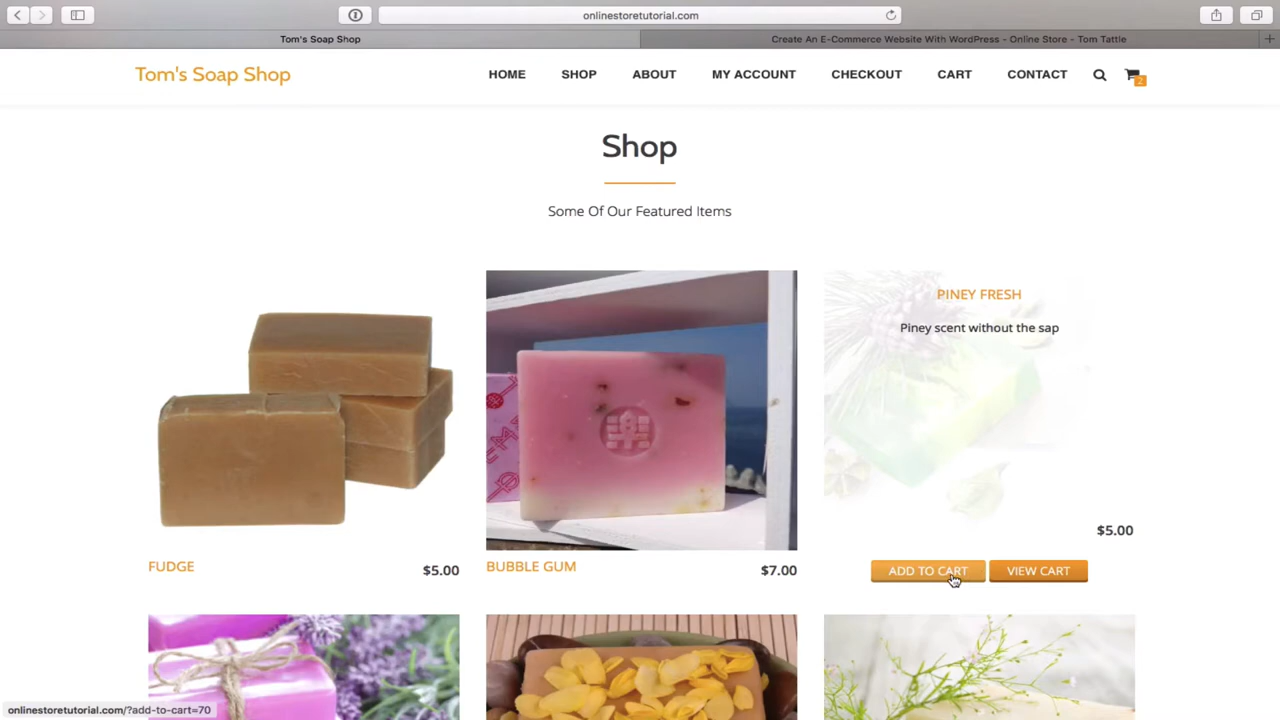 onlinestoretutorial.com
Tom's Soap Shop
Create An E-Commerce Website With WordPress - Online Store - Tom Tattle
Tom's Soap Shop
HOME SHOP ABOUT MY ACCOUNT CHECKOUT CART CONTACT
2
Shop
Some Of Our Featured Items
PINEY FRESH
Piney scent without the sap
$5.00
樂
FUDGE $5.00
BUBBLE GUM $7.00
ADD TO CART VIEW CART
onlinestoretutorial.com/?add-to-cart=70